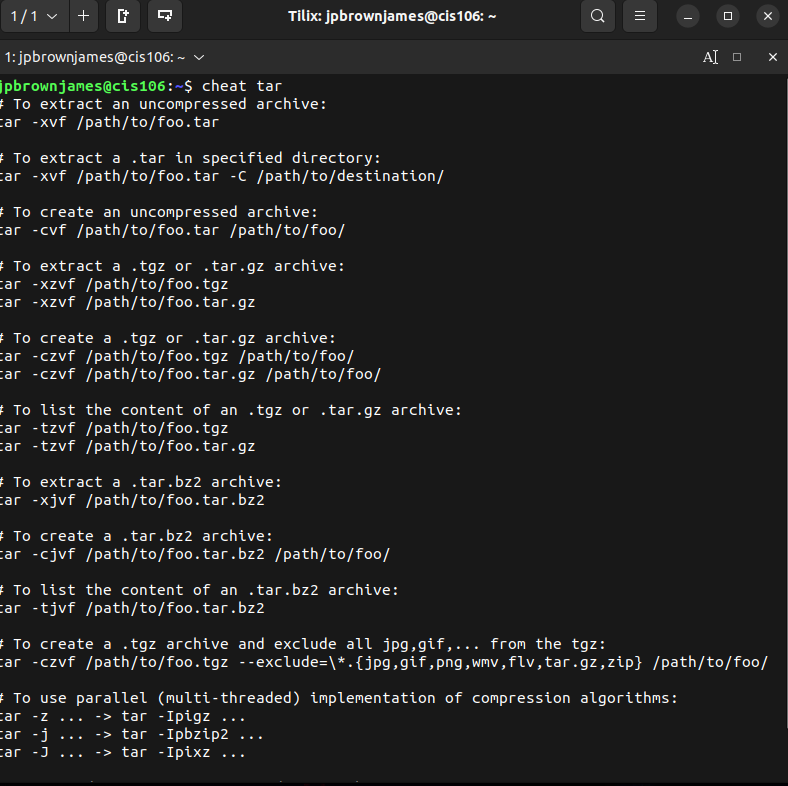 1 / 1
Tilix: jpbrownjames@cis106: ~
1: jpbrownjames@cis106: ~
jpbrownjames@cis106:~$ cheat tar
# To extract an uncompressed archive:
tar -xvf /path/to/foo.tar
# To extract a .tar in specified directory:
tar -xvf /path/to/foo.tar -C /path/to/destination/
# To create an uncompressed archive:
tar -cvf /path/to/foo.tar /path/to/foo/
# To extract a .tgz or .tar.gz archive:
tar -xzvf /path/to/foo.tgz
tar -xzvf /path/to/foo.tar.gz
# To create a .tgz or .tar.gz archive:
tar -czvf /path/to/foo.tgz /path/to/foo/
tar -czvf /path/to/foo.tar.gz /path/to/foo/
# To list the content of an .tgz or .tar.gz archive:
tar -tzvf /path/to/foo.tgz
tar -tzvf /path/to/foo.tar.gz
# To extract a .tar.bz2 archive:
tar -xjvf /path/to/foo.tar.bz2
# To create a .tar.bz2 archive:
tar -cjvf /path/to/foo.tar.bz2 /path/to/foo/
# To list the content of an .tar.bz2 archive:
tar -tjvf /path/to/foo.tar.bz2
# To create a .tgz archive and exclude all jpg,gif,... from the tgz:
tar -czvf /path/to/foo.tgz --exclude=\*.{jpg,gif,png,wmv,flv,tar.gz,zip} /path/to/foo/
# To use parallel (multi-threaded) implementation of compression algorithms:
tar -z ... -> tar -Ipigz ...
tar -j ... -> tar -Ipbzip2 ...
tar -J ... -> tar -Ipixz ...